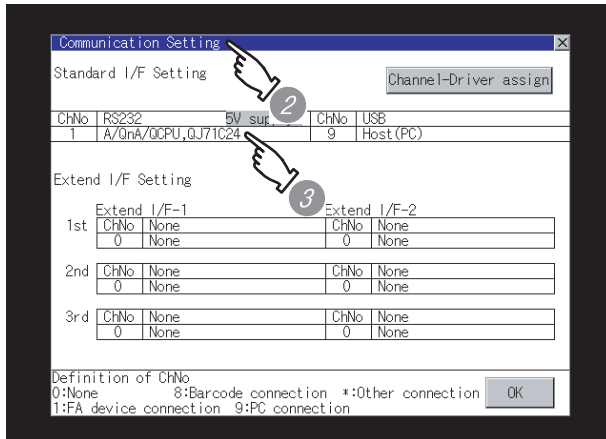 Communication Setting
Standard I/F Setting
Channel-Driver assign
2
ChNo RS232 5V ChNo USB
1 A/QnA/QCPU,QJ71C24 9 Host(PC)
3
Extend I/F Setting
Extend I/F-1 Extend I/F-2
1st ChNo None ChNo None
0 None 0 None
2nd ChNo None ChNo None
0 None 0 None
3rd ChNo None ChNo None
0 None 0 None
Definition of ChNo
0:None 8:Barcode connection *:Other connection OK
1:FA device connection 9:PC connection